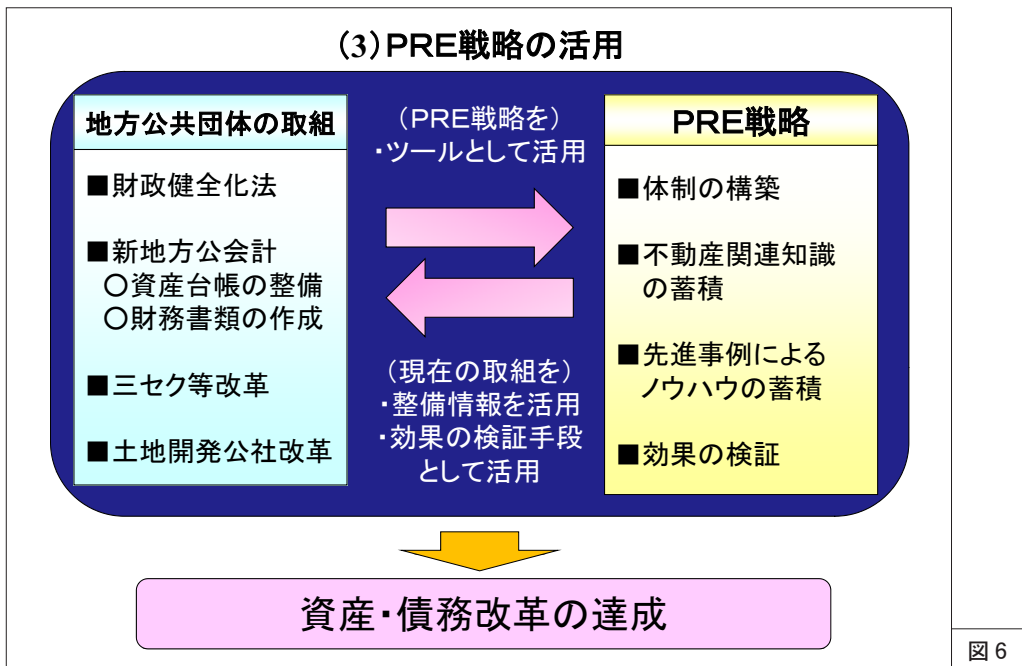 (3)PRE戦略の活用
地方公共団体の取組
■財政健全化法
■新地方公会計
○資産台帳の整備
○財務書類の作成
■三セク等改革
■土地開発公社改革
(PRE戦略を)
・ツールとして活用
(現在の取組を)
・整備情報を活用
・効果の検証手段
として活用
PRE戦略
■体制の構築
■不動産関連知識
の蓄積
■先進事例による
ノウハウの蓄積
■効果の検証
資産・債務改革の達成
図6